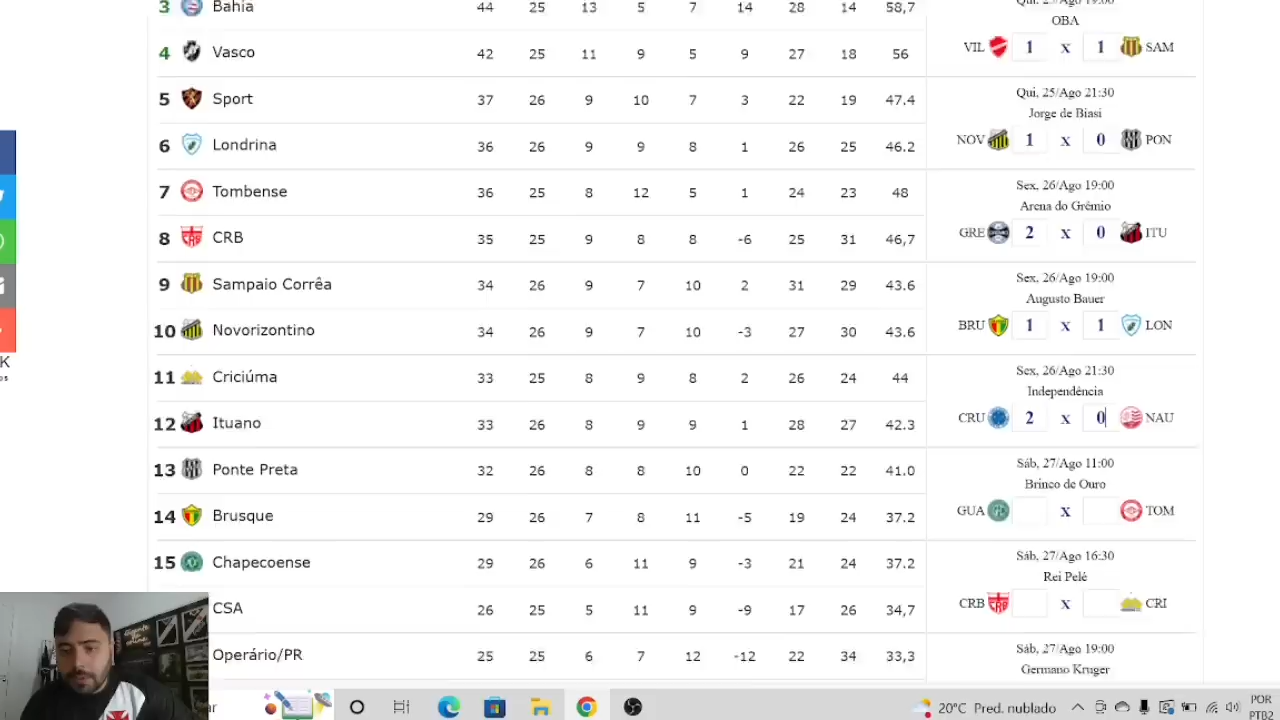 3 Bahia 44 25 13 5 7 14 28 14 58,7
4 Vasco 42 25 11 9 5 9 27 18 56
5 Sport 37 26 9 10 7 3 22 19 47.4
6 Londrina 36 26 9 9 8 1 26 25 46.2
7 Tombense 36 25 8 12 5 1 24 23 48
8 CRB 35 25 9 8 8 -6 25 31 46,7
9 Sampaio Corrêa 34 26 9 7 10 2 31 29 43.6
10 Novorizontino 34 26 9 7 10 -3 27 30 43.6
11 Criciúma 33 25 8 9 8 2 26 24 44
12 Ituano 33 26 8 9 9 1 28 27 42.3
13 Ponte Preta 32 26 8 8 10 0 22 22 41.0
14 Brusque 29 26 7 8 11 -5 19 24 37.2
15 Chapecoense 29 26 6 11 9 -3 21 24 37.2
CSA 26 25 5 11 9 -9 17 26 34,7
Operário/PR 25 25 6 7 12 -12 22 34 33,3
Qui, 25/Ago 19:00
OBA
VIL 1 x 1 SAM
Qui, 25/Ago 21:30
Jorge de Biasi
NOV 1 x 0 PON
Sex, 26/Ago 19:00
Arena do Grêmio
GRE 2 x 0 ITU
Sex, 26/Ago 19:00
Augusto Bauer
BRU 1 x 1 LON
Sex, 26/Ago 21:30
Independência
CRU 2 x 0 NAU
Sáb, 27/Ago 11:00
Brinco de Ouro
GUA x TOM
Sáb, 27/Ago 16:30
Rei Pelé
CRB x CRI
Sáb, 27/Ago 19:00
Germano Kruger
K
ar
20°C Pred. nublado
POR
PTB2